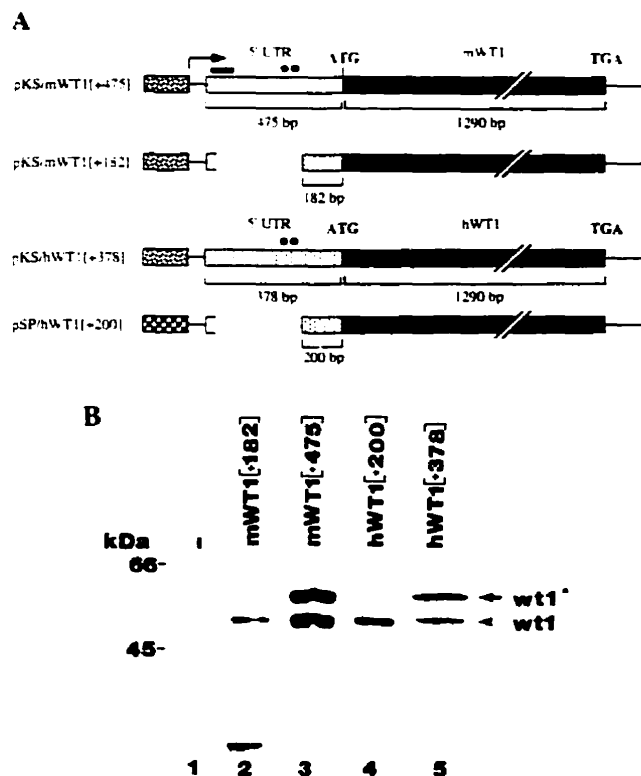 A
5' UTR ATG mWT1 TGA
pKS/mWT1[+475]
475 bp 1290 bp
pKS/mWT1[+182]
182 bp
5' UTR ATG hWT1 TGA
pKS/hWT1[+378]
378 bp 1290 bp
pSP/hWT1[+200]
200 bp
B
mWT1[+182] mWT1[+475] hWT1[+200] hWT1[+378]
kDa
66-
wt1*
wt1
45-
1 2 3 4 5